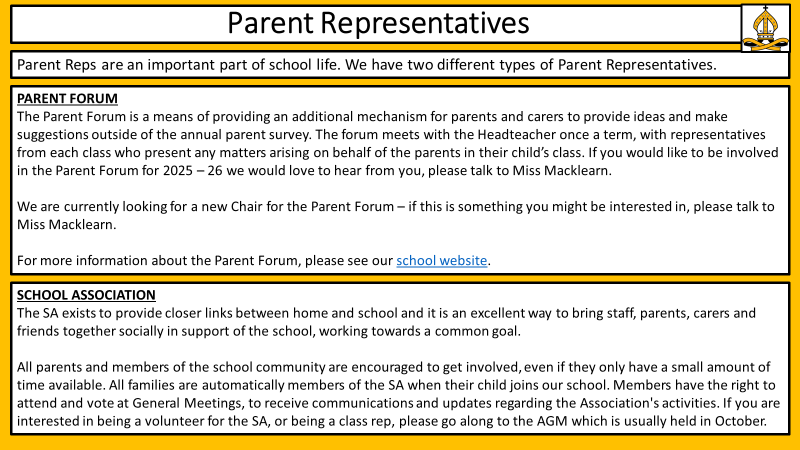 Parent Representatives
Parent Reps are an important part of school life. We have two different types of Parent Representatives.
PARENT FORUM
The Parent Forum is a means of providing an additional mechanism for parents and carers to provide ideas and make
suggestions outside of the annual parent survey. The forum meets with the Headteacher once a term, with representatives
from each class who present any matters arising on behalf of the parents in their child’s class. If you would like to be involved
in the Parent Forum for 2025 – 26 we would love to hear from you, please talk to Miss Macklearn.
We are currently looking for a new Chair for the Parent Forum – if this is something you might be interested in, please talk to
Miss Macklearn.
For more information about the Parent Forum, please see our school website.
SCHOOL ASSOCIATION
The SA exists to provide closer links between home and school and it is an excellent way to bring staff, parents, carers and
friends together socially in support of the school, working towards a common goal.
All parents and members of the school community are encouraged to get involved, even if they only have a small amount of
time available. All families are automatically members of the SA when their child joins our school. Members have the right to
attend and vote at General Meetings, to receive communications and updates regarding the Association's activities. If you are
interested in being a volunteer for the SA, or being a class rep, please go along to the AGM which is usually held in October.